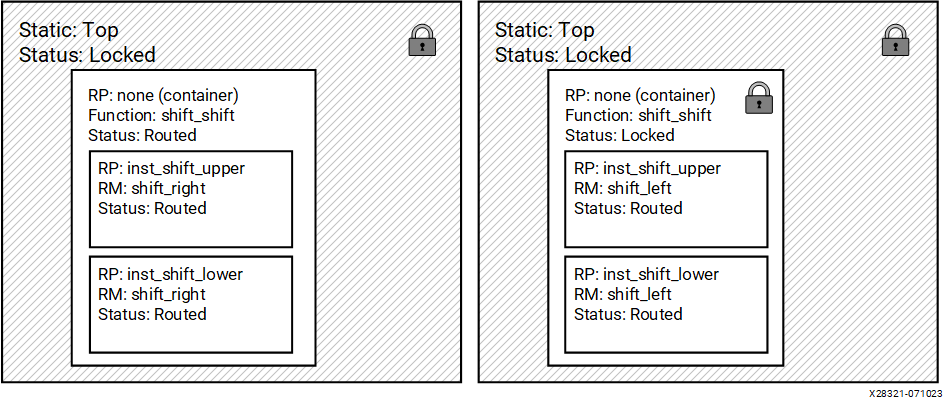 Static: Top
Status: Locked
RP: none (container)
Function: shift_shift
Status: Routed
RP: inst_shift_upper
RM: shift_right
Status: Routed
RP: inst_shift_lower
RM: shift_right
Status: Routed
Static: Top
Status: Locked
RP: none (container)
Function: shift_shift
Status: Locked
RP: inst_shift_upper
RM: shift_left
Status: Routed
RP: inst_shift_lower
RM: shift_left
Status: Routed
X28321-071023